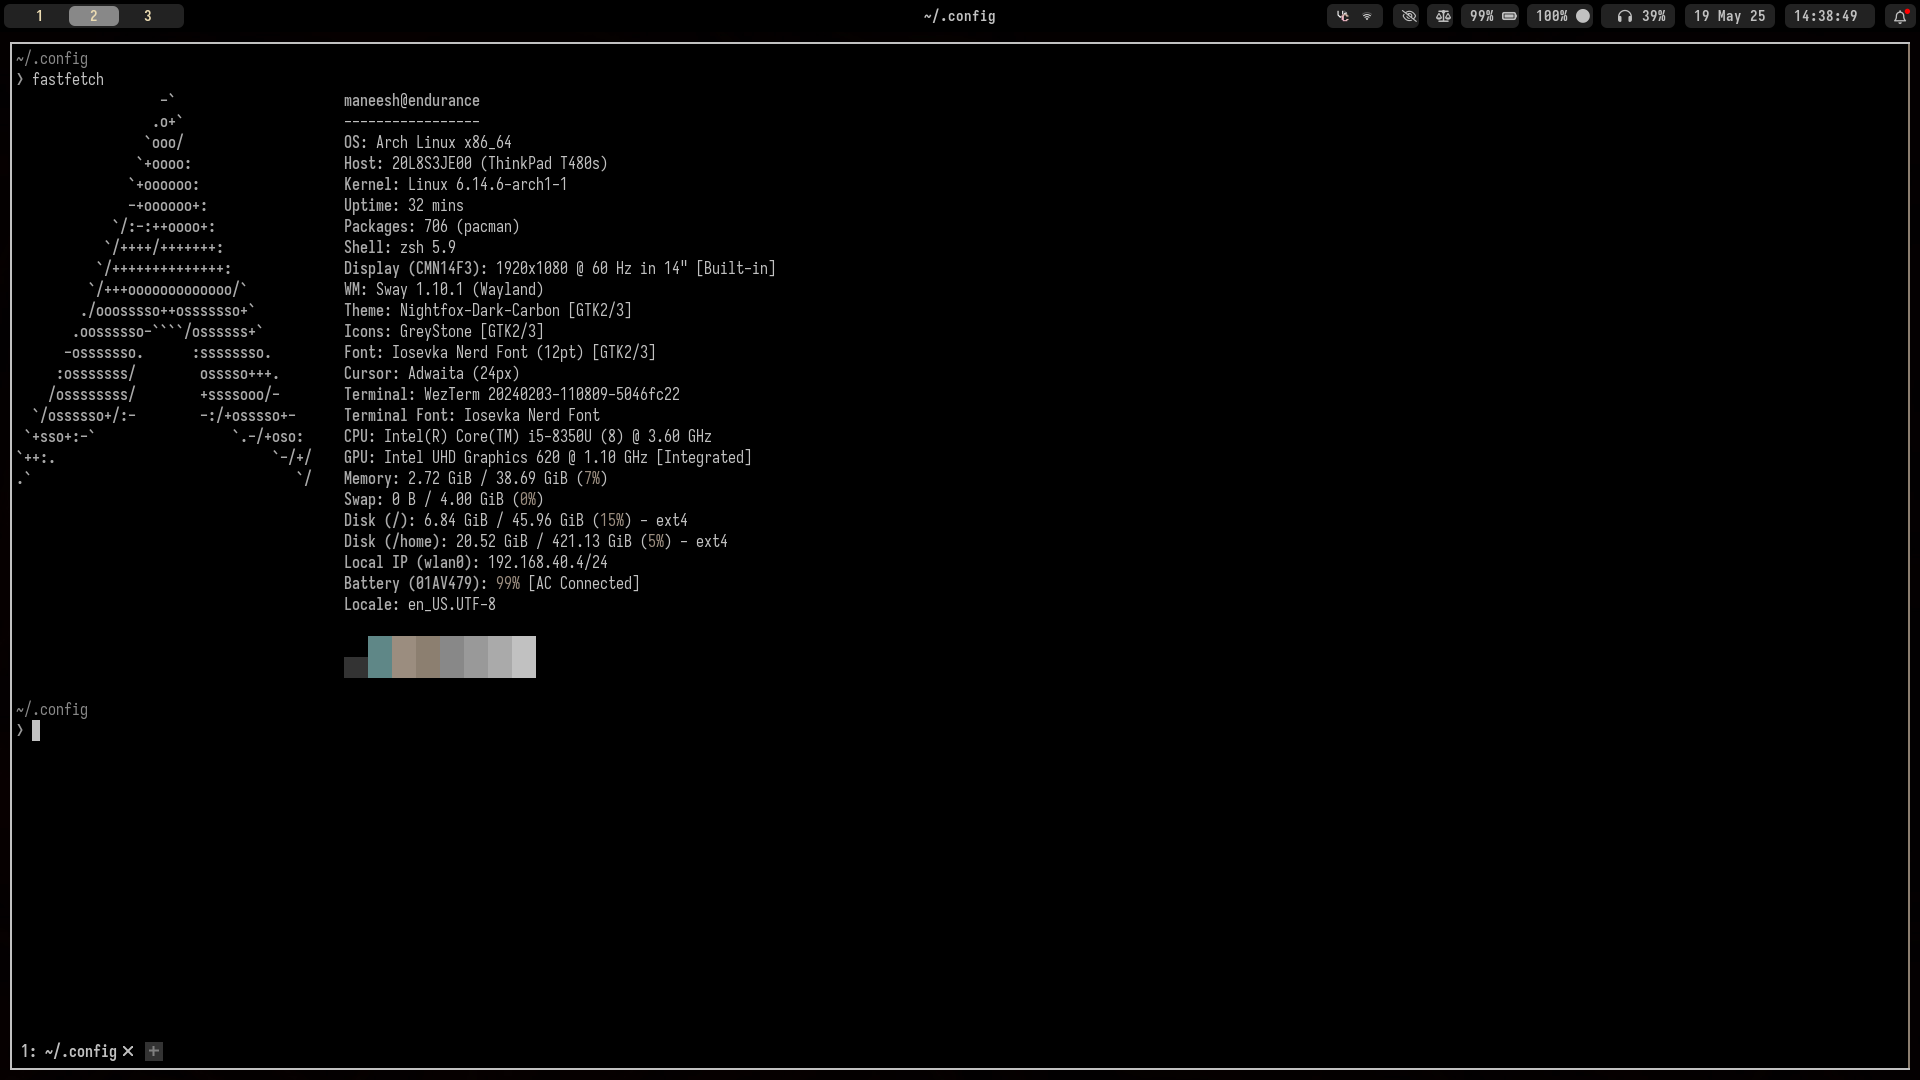 1 2 3 ~/.config 99% 100% 39% 19 May 25 14:38:49
~/.config
❯ fastfetch
                  -`                     maneesh@endurance
                 .o+`                    -----------------
                `ooo/                    OS: Arch Linux x86_64
               `+oooo:                   Host: 20L8S3JE00 (ThinkPad T480s)
              `+oooooo:                  Kernel: Linux 6.14.6-arch1-1
              -+oooooo+:                 Uptime: 32 mins
            `/:-:++oooo+:                Packages: 706 (pacman)
           `/++++/+++++++:               Shell: zsh 5.9
          `/++++++++++++++:              Display (CMN14F3): 1920x1080 @ 60 Hz in 14" [Built-in]
         `/+++ooooooooooooo/`            WM: Sway 1.10.1 (Wayland)
        ./ooosssso++osssssso+`           Theme: Nightfox-Dark-Carbon [GTK2/3]
       .oossssso-````/ossssss+`          Icons: GreyStone [GTK2/3]
      -osssssso.      :ssssssso.         Font: Iosevka Nerd Font (12pt) [GTK2/3]
     :osssssss/        osssso+++.        Cursor: Adwaita (24px)
    /ossssssss/        +ssssooo/-        Terminal: WezTerm 20240203-110809-5046fc22
  `/ossssso+/:-        -:/+osssso+-      Terminal Font: Iosevka Nerd Font
 `+sso+:-`                 `.-/+oso:     CPU: Intel(R) Core(TM) i5-8350U (8) @ 3.60 GHz
`++:.                           `-/+/    GPU: Intel UHD Graphics 620 @ 1.10 GHz [Integrated]
.`                                 `/    Memory: 2.72 GiB / 38.69 GiB (7%)
Swap: 0 B / 4.00 GiB (0%)
Disk (/): 6.84 GiB / 45.96 GiB (15%) - ext4
Disk (/home): 20.52 GiB / 421.13 GiB (5%) - ext4
Local IP (wlan0): 192.168.40.4/24
Battery (01AV479): 99% [AC Connected]
Locale: en_US.UTF-8
~/.config
❯
1: ~/.config × +